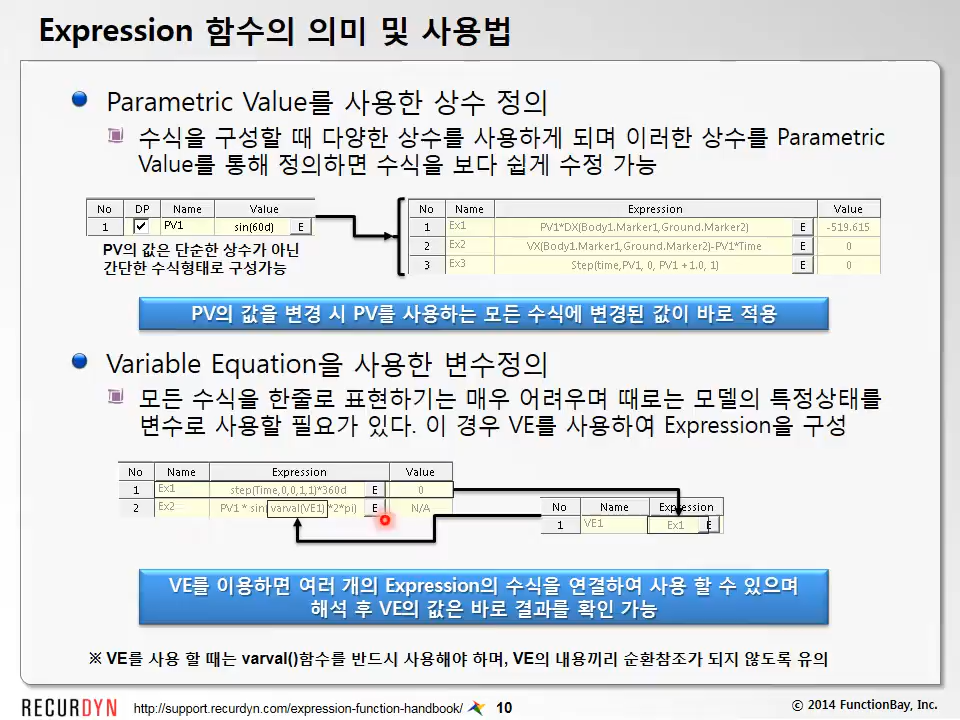 Expression 함수의 의미 및 사용법
Parametric Value를 사용한 상수 정의
수식을 구성할 때 다양한 상수를 사용하게 되며 이러한 상수를 Parametric
Value를 통해 정의하면 수식을 보다 쉽게 수정 가능
No DP Name Value
1 PV1 sin(60d) E
PV의 값은 단순한 상수가 아닌
간단한 수식형태로 구성가능
No Name Expression Value
1 Ex1 PV1*DX(Body1.Marker1,Ground.Marker2) E -519.615
2 Ex2 VX(Body1.Marker1,Ground.Marker2)-PV1*Time E 0
3 Ex3 Step(time,PV1, 0, PV1 +1.0, 1) E 0
PV의 값을 변경 시 PV를 사용하는 모든 수식에 변경된 값이 바로 적용
Variable Equation을 사용한 변수정의
모든 수식을 한줄로 표현하기는 매우 어려우며 때로는 모델의 특정상태를
변수로 사용할 필요가 있다. 이 경우 VE를 사용하여 Expression을 구성
No Name Expression Value
1 Ex1 step(Time,0,0,1,1)*360d E 0
2 Ex2 PV1 * sin( varval(VE1) *2*pi) E N/A
No Name Expression
1 VE1 Ex1 E
VE를 이용하면 여러 개의 Expression의 수식을 연결하여 사용 할 수 있으며
해석 후 VE의 값은 바로 결과를 확인 가능
※ VE를 사용 할 때는 varval()함수를 반드시 사용해야 하며, VE의 내용끼리 순환참조가 되지 않도록 유의
RECURDYN http://support.recurdyn.com/expression-function-handbook/ 10 © 2014 FunctionBay, Inc.